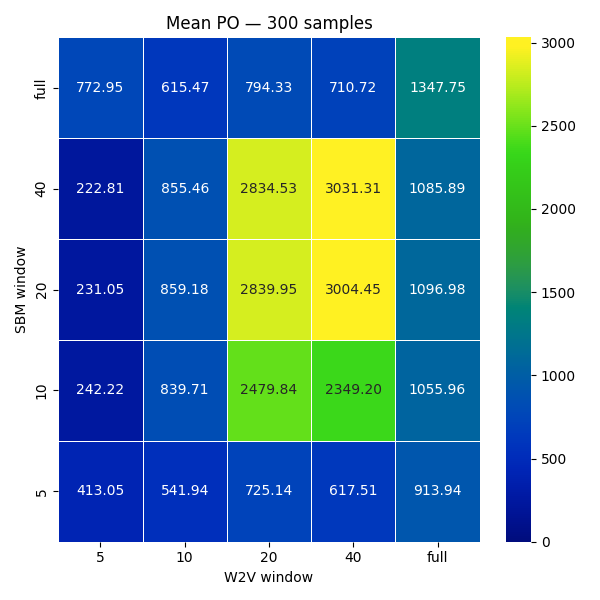 Mean PO — 300 samples
SBM window
full
772.95 615.47 794.33 710.72 1347.75
40
222.81 855.46 2834.53 3031.31 1085.89
20
231.05 859.18 2839.95 3004.45 1096.98
10
242.22 839.71 2479.84 2349.20 1055.96
5
413.05 541.94 725.14 617.51 913.94
5 10 20 40 full
W2V window
3000
2500
2000
1500
1000
500
0